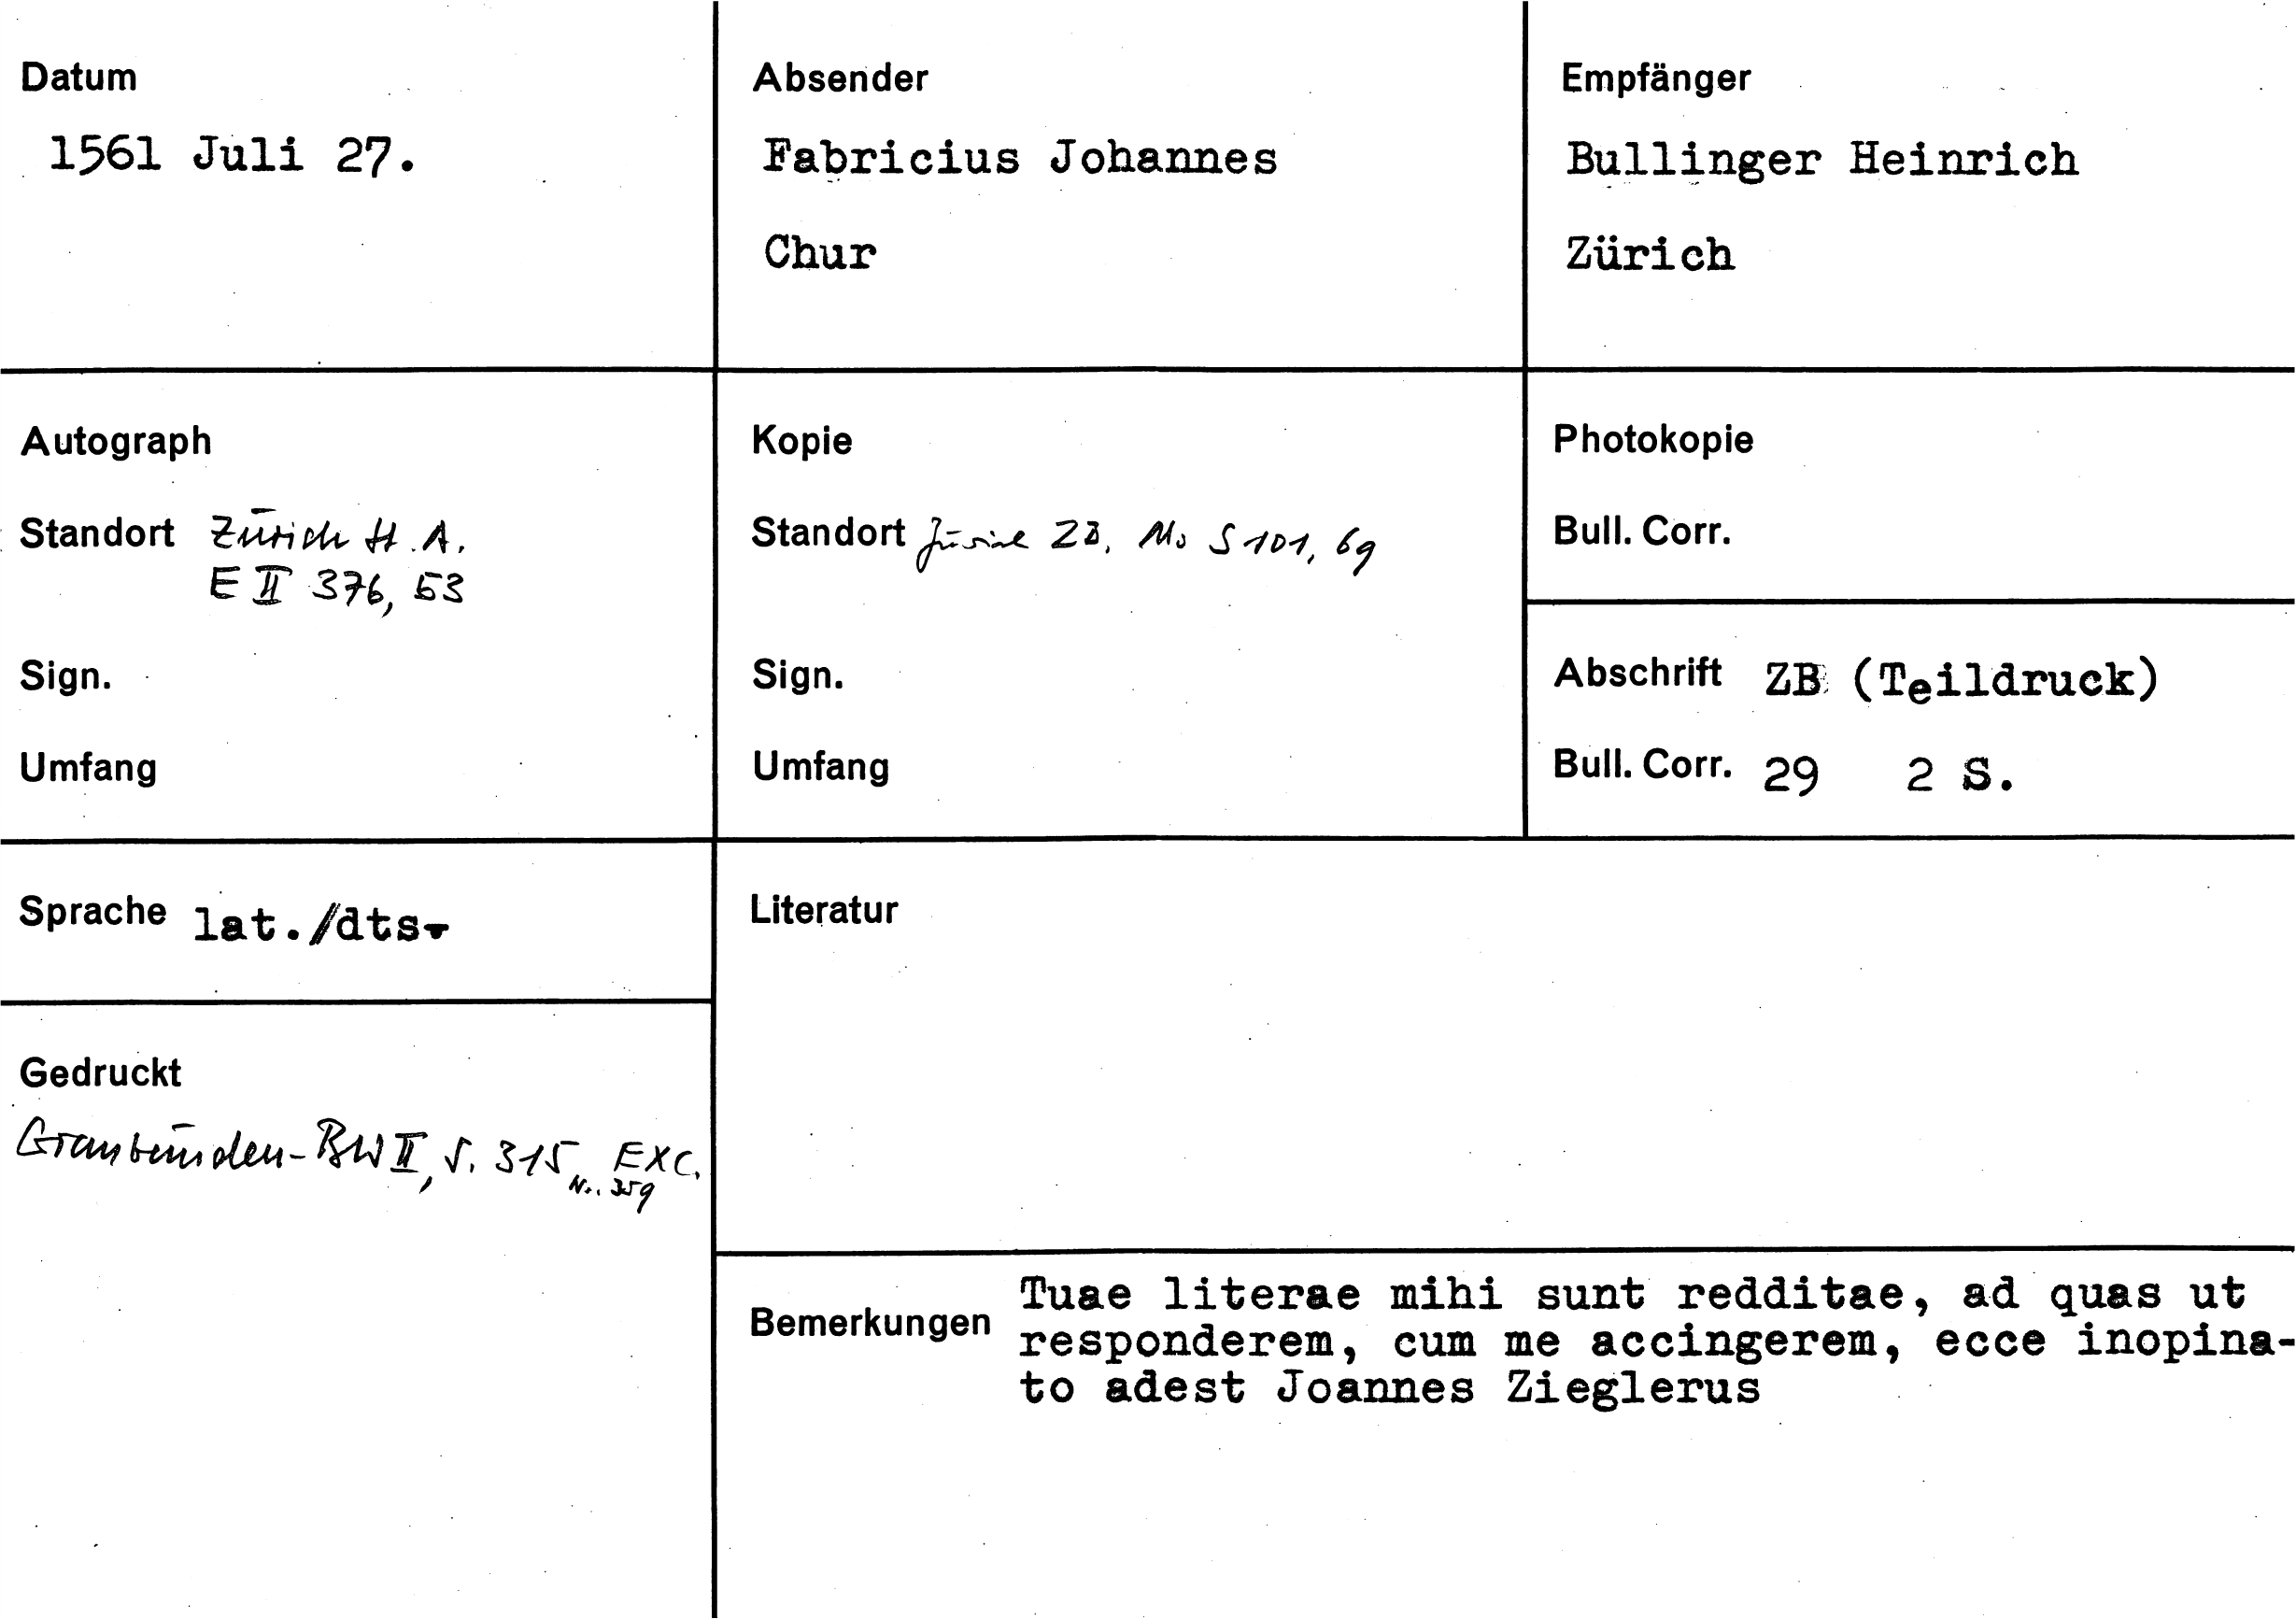 Datum
1561 Juli 27.
Absender
Fabricius Johannes
Chur
Empfänger
Bullinger Heinrich
Zürich
Autograph
Standort Zürich H.A.
E II 376, 53
Sign.
Umfang
Kopie
Standort Zürich ZB, Ms S 101, 69
Sign.
Umfang
Photokopie
Bull. Corr.
Abschrift ZB (Teildruck)
Bull. Corr. 29 2 S.
Sprache lat./dts.
Gedruckt
Graubünden-BW II, S. 315, EXC.
Nr. 359
Literatur
Bemerkungen Tuae literae mihi sunt redditae, ad quas ut
responderem, cum me accingerem, ecce inopina-
to adest Joannes Zieglerus